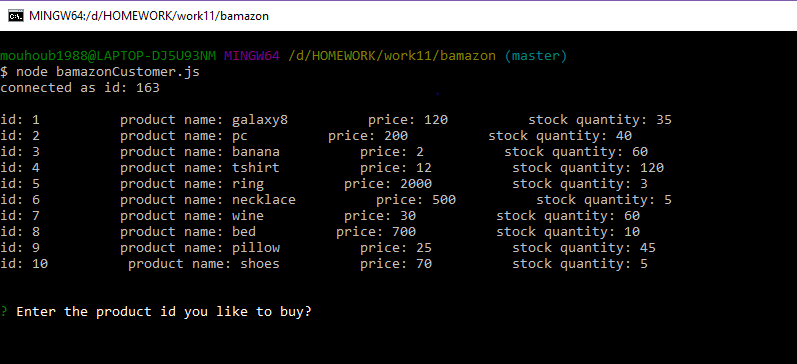 MINGW64:/d/HOMEWORK/work11/bamazon
mouhoub1988@LAPTOP-DJ5U93NM MINGW64 /d/HOMEWORK/work11/bamazon (master)
$ node bamazonCustomer.js
connected as id: 163
id: 1 product name: galaxy8 price: 120 stock quantity: 35
id: 2 product name: pc price: 200 stock quantity: 40
id: 3 product name: banana price: 2 stock quantity: 60
id: 4 product name: tshirt price: 12 stock quantity: 120
id: 5 product name: ring price: 2000 stock quantity: 3
id: 6 product name: necklace price: 500 stock quantity: 5
id: 7 product name: wine price: 30 stock quantity: 60
id: 8 product name: bed price: 700 stock quantity: 10
id: 9 product name: pillow price: 25 stock quantity: 45
id: 10 product name: shoes price: 70 stock quantity: 5
? Enter the product id you like to buy?